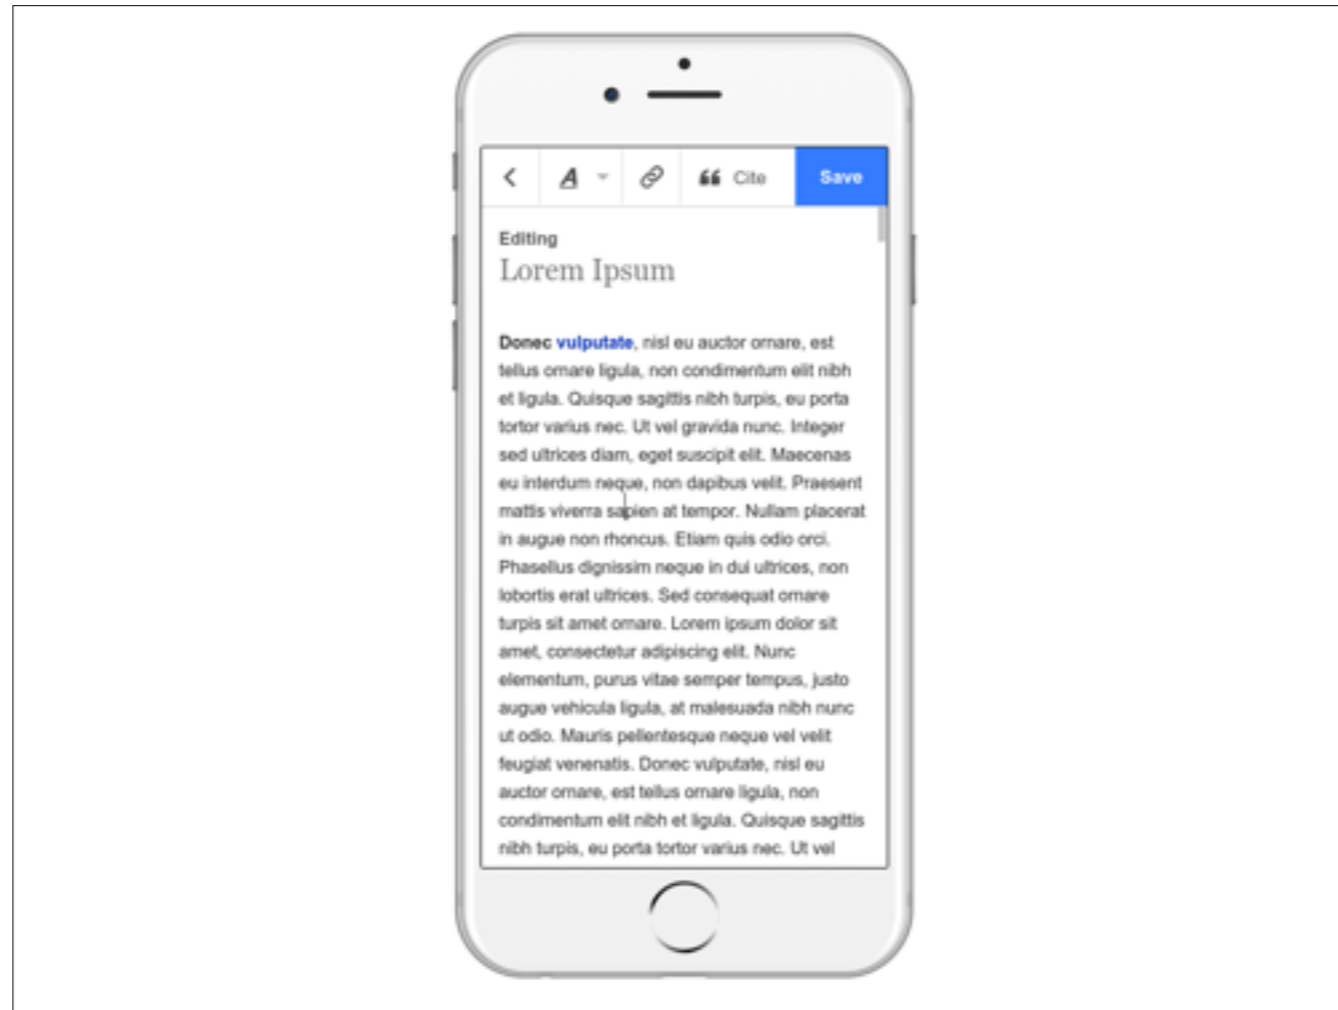 Cite Save
Editing
Lorem Ipsum
Donec vulputate, nisl eu auctor ornare, est
tellus ornare ligula, non condimentum elit nibh
et ligula. Quisque sagittis nibh turpis, eu porta
tortor varius nec. Ut vel gravida nunc. Integer
sed ultrices diam, eget suscipit elit. Maecenas
eu interdum neque, non dapibus velit. Praesent
mattis viverra sapien at tempor. Nullam placerat
in augue non rhoncus. Etiam quis odio orci.
Phasellus dignissim neque in dui ultrices, non
lobortis erat ultrices. Sed consequat ornare
turpis sit amet ornare. Lorem ipsum dolor sit
amet, consectetur adipiscing elit. Nunc
elementum, purus vitae semper tempus, justo
augue vehicula ligula, at malesuada nibh nunc
ut odio. Mauris pellentesque neque vel velit
feugiat venenatis. Donec vulputate, nisl eu
auctor ornare, est tellus ornare ligula, non
condimentum elit nibh et ligula. Quisque sagittis
nibh turpis, eu porta tortor varius nec. Ut vel